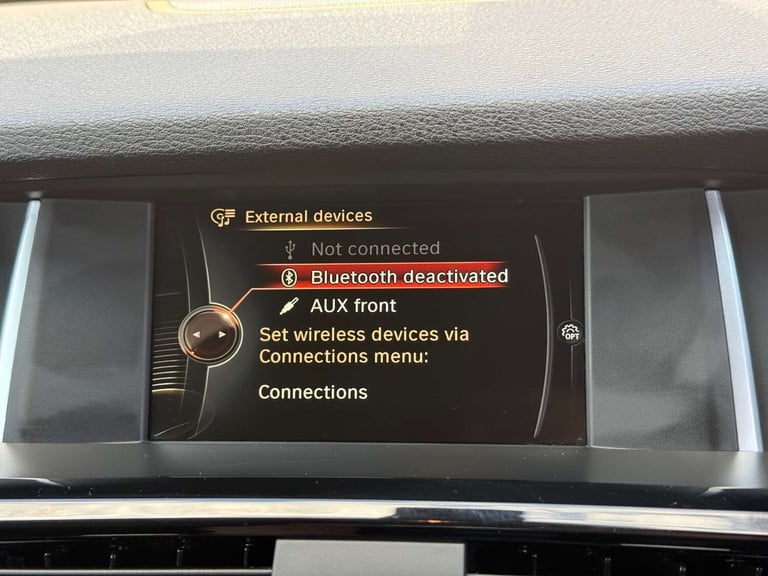 External devices
Not connected
Bluetooth deactivated
AUX front
Set wireless devices via
Connections menu:
Connections
OPT